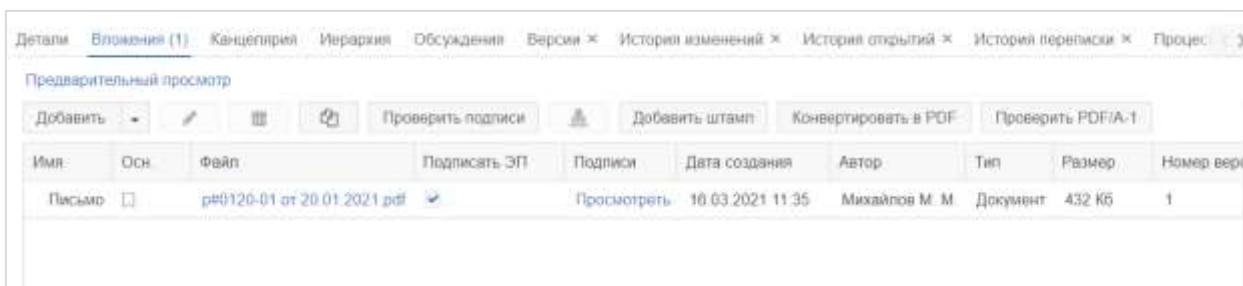 Детали Вложения (1) Канцелярия Иерархия Обсуждения Версии × История изменений × История открытий × История переписки × Процес
Предварительный просмотр
Добавить Проверить подписи Добавить штамп Конвертировать в PDF Проверить PDF/A-1
Имя Осн. Файл Подписать ЭП Подписи Дата создания Автор Тип Размер Номер верс
Письмо p#0120-01 от 20.01.2021.pdf Просмотреть 16.03.2021 11:35 Михайлов М. М. Документ 432 Кб 1